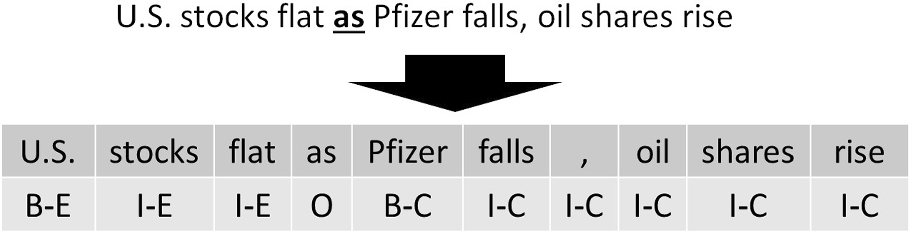 U.S. stocks flat as Pfizer falls, oil shares rise
U.S. stocks flat as Pfizer falls , oil shares rise
B-E I-E I-E O B-C I-C I-C I-C I-C I-C